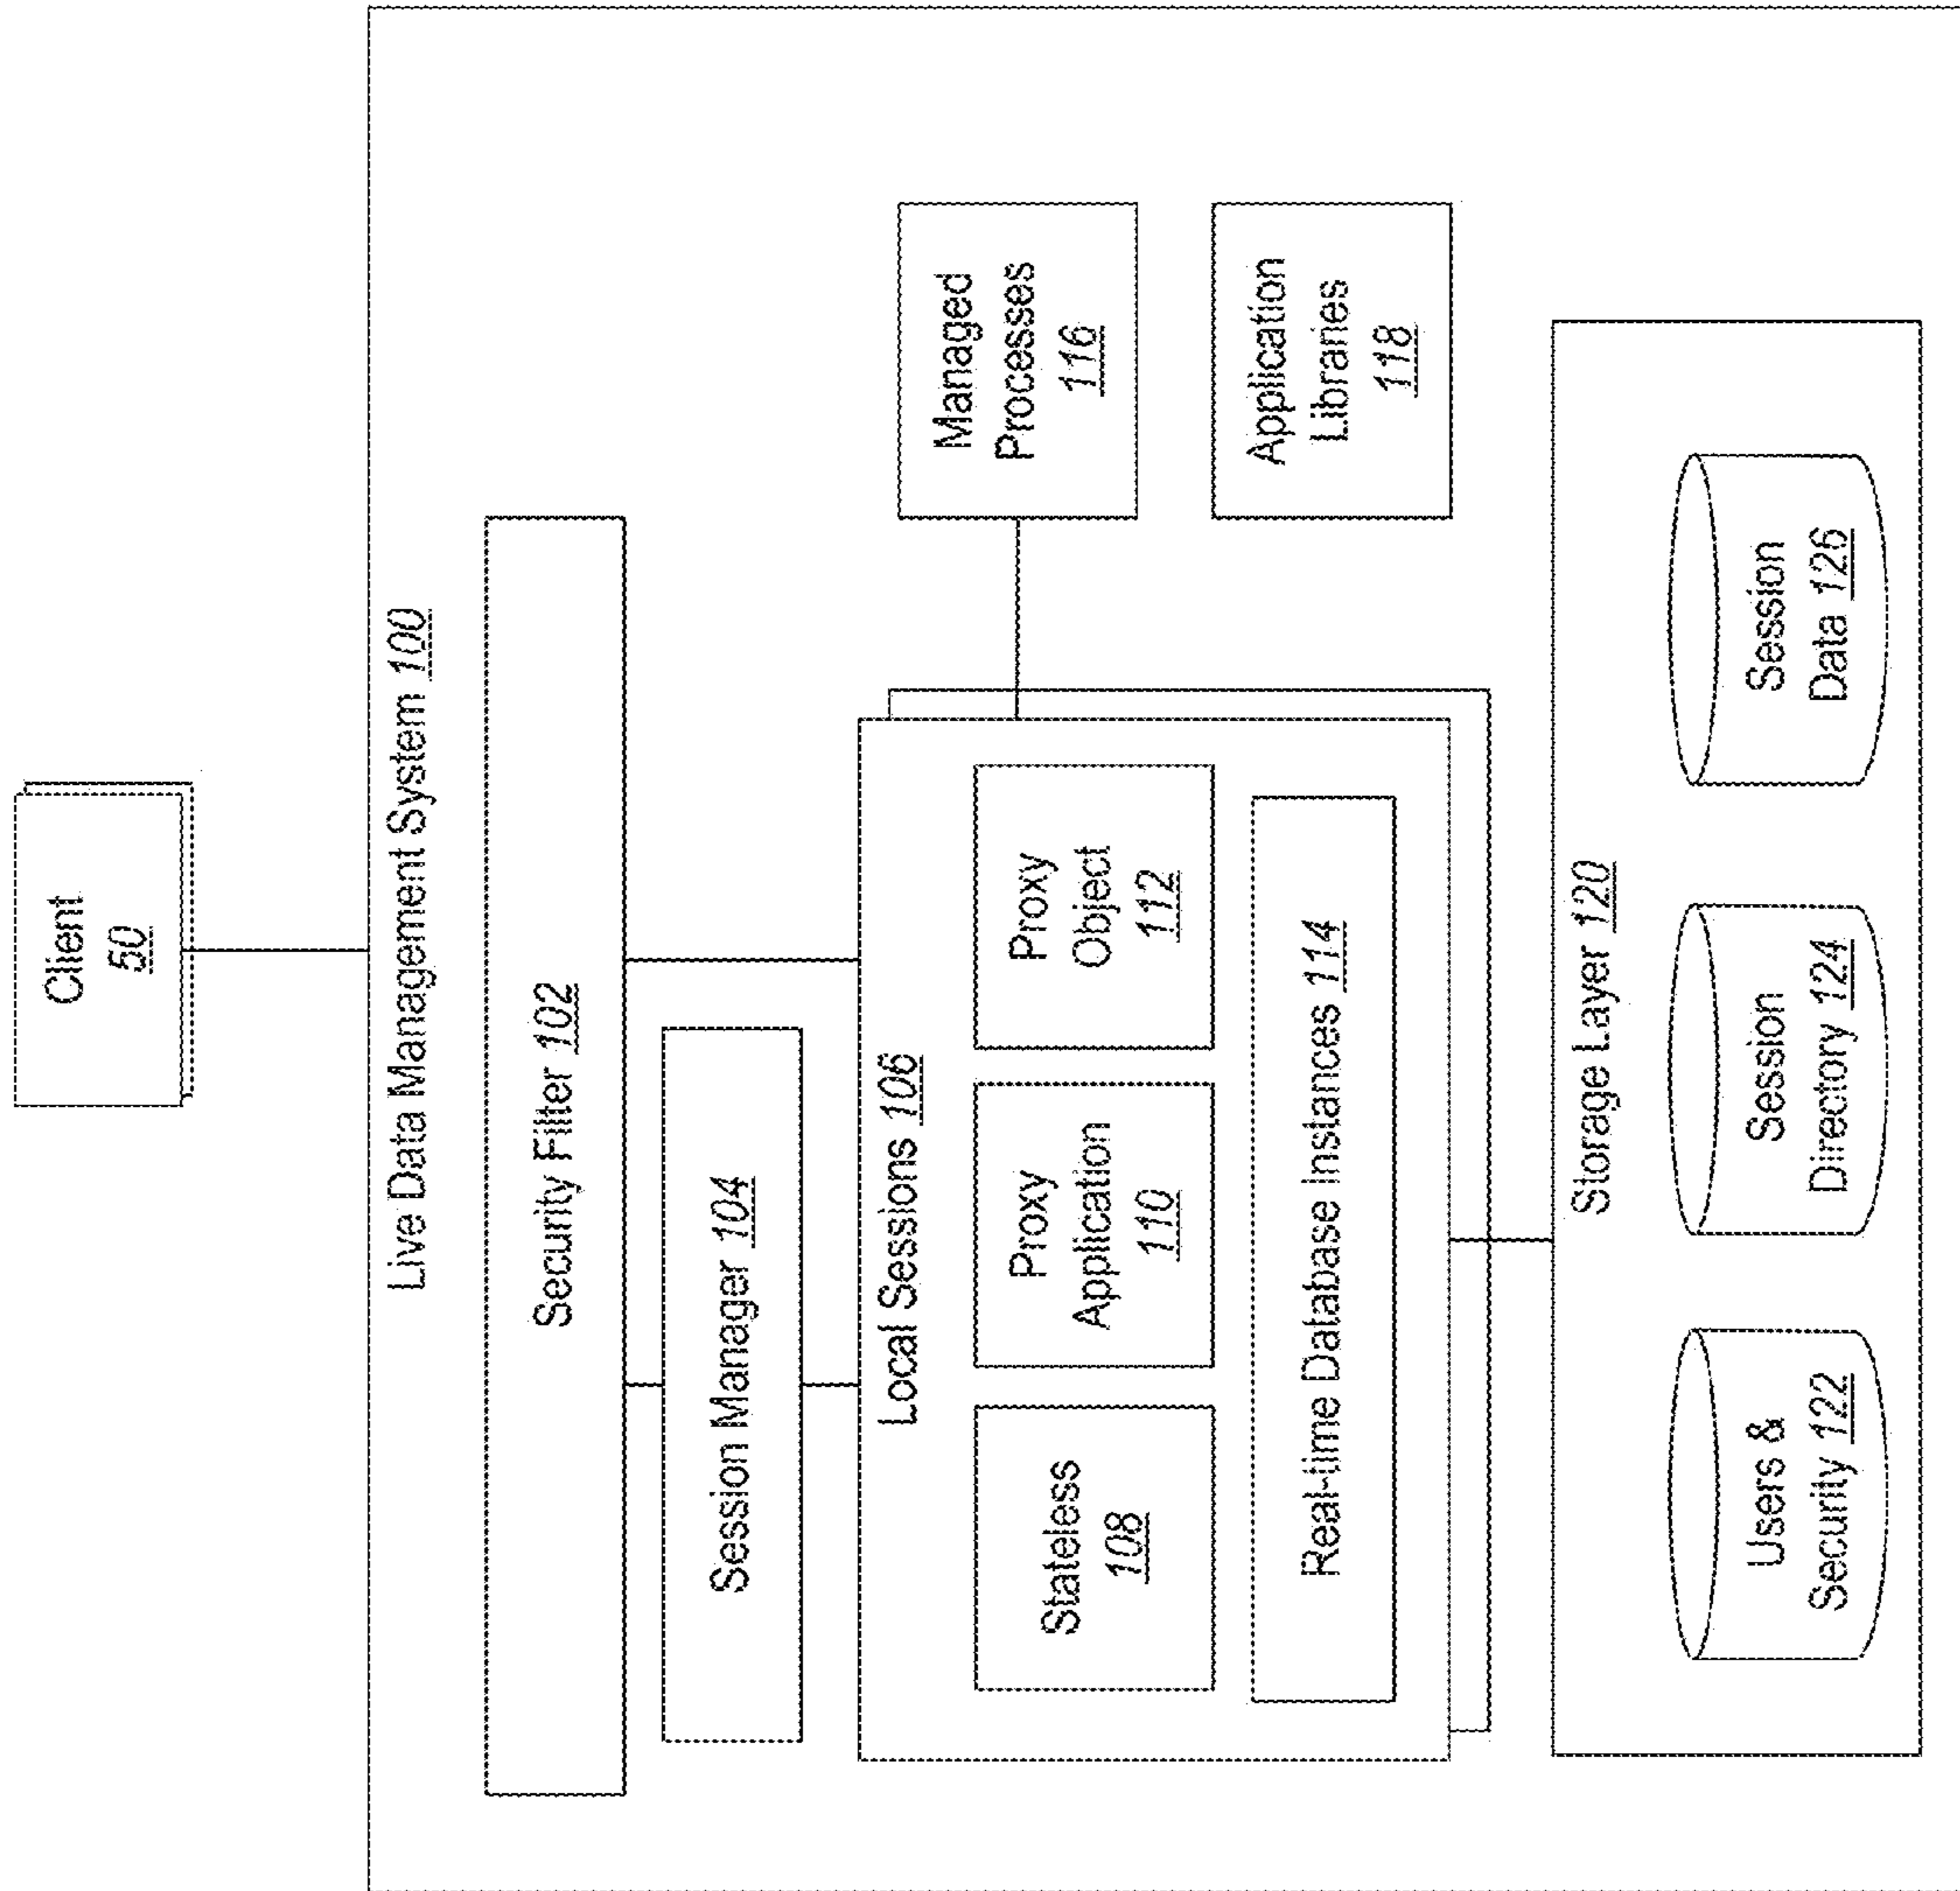 Client
50
Live Data Management System 100
Security Filter 102
Session Manager 104
Local Sessions 106
Stateless
108
Proxy
Application
110
Proxy
Object
112
Real-time Database Instances 114
Managed
Processes
116
Application
Libraries
118
Storage Layer 120
Users &
Security 122
Session
Directory 124
Session
Data 126